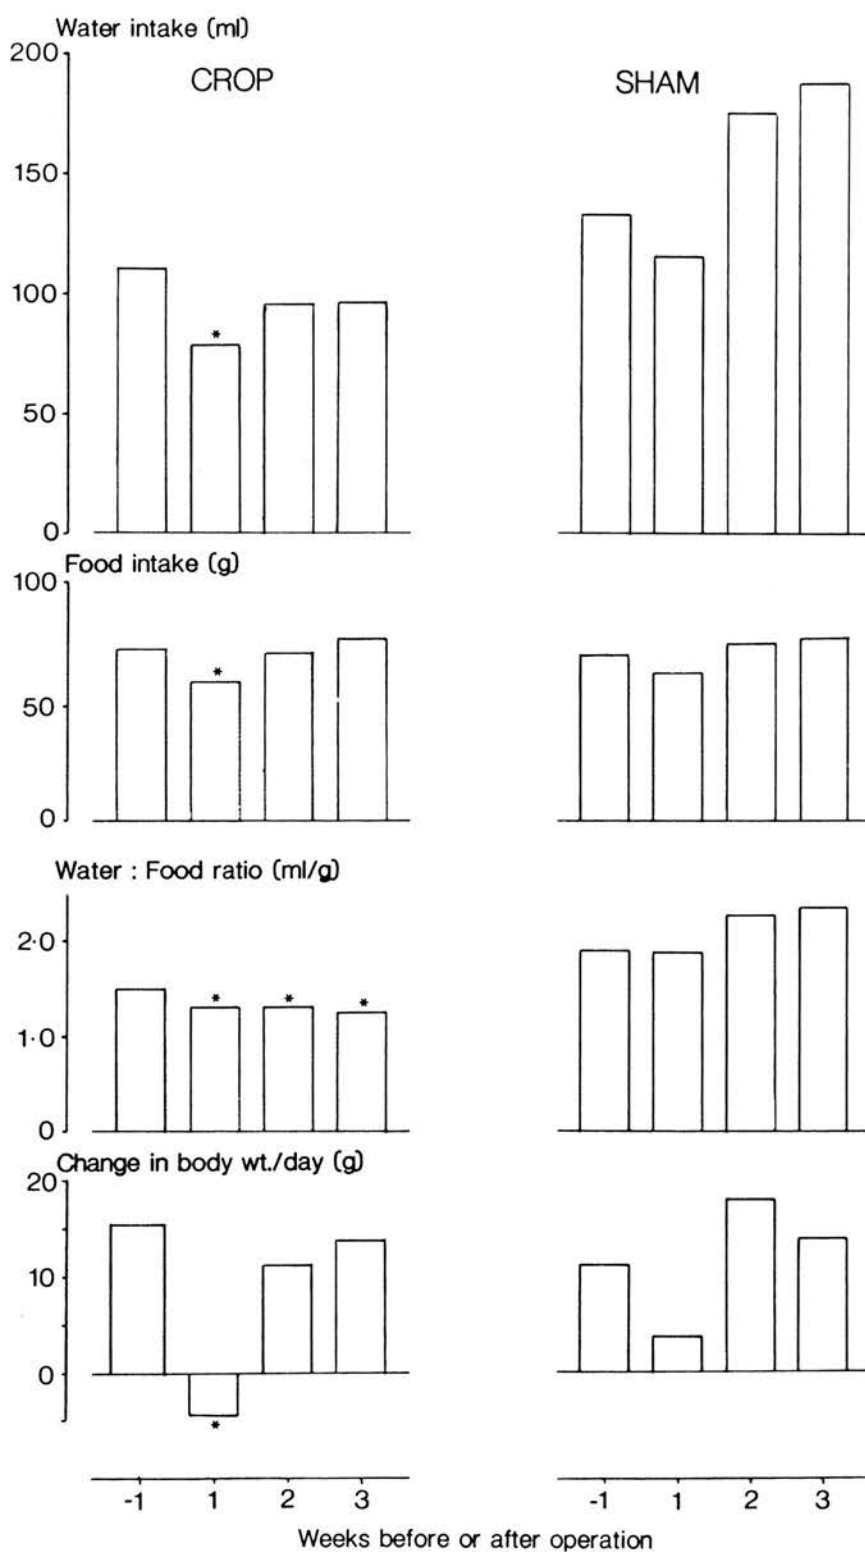 Water intake (ml)
200
CROP
SHAM
150
100
*
50
0
Food intake (g)
100
*
50
0
Water : Food ratio (ml/g)
2·0
* * *
1·0
0
Change in body wt./day (g)
20
10
0
*
-1 1 2 3 -1 1 2 3
Weeks before or after operation